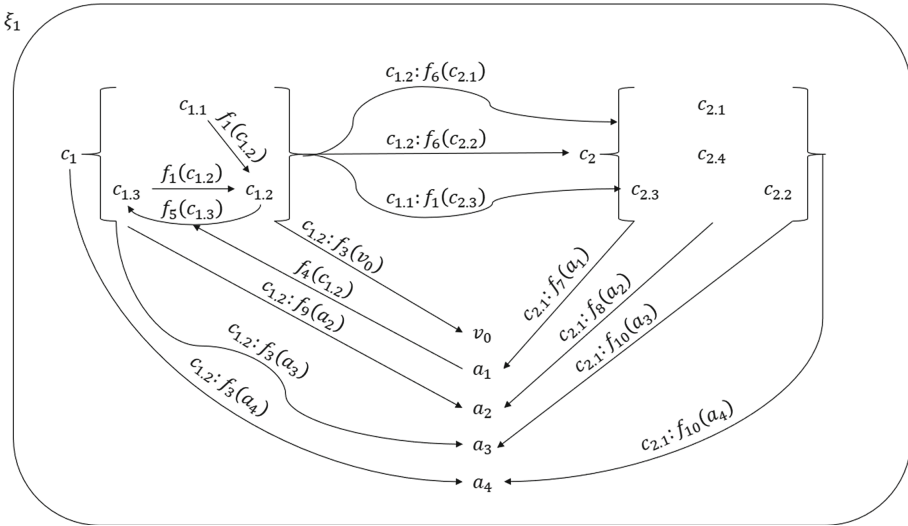 ξ₁
c₁.₂: f₆(c₂.₁)
c₁.₁
c₂.₁
f₁(c₁.₂)
c₁.₂: f₆(c₂.₂)
c₁
c₂
c₂.₄
f₁(c₁.₂)
c₁.₃
c₁.₂
c₁.₁: f₁(c₂.₃)
c₂.₃
c₂.₂
f₅(c₁.₃)
c₁.₂: f₃(v₀)
f₄(c₁.₂)
c₁.₂: f₉(a₂)
c₂.₁: f₇(a₁)
c₂.₁: f₈(a₂)
c₂.₁: f₁₀(a₃)
v₀
c₁.₂: f₃(a₃)
a₁
c₁.₂: f₃(a₄)
a₂
a₃
c₂.₁: f₁₀(a₄)
a₄